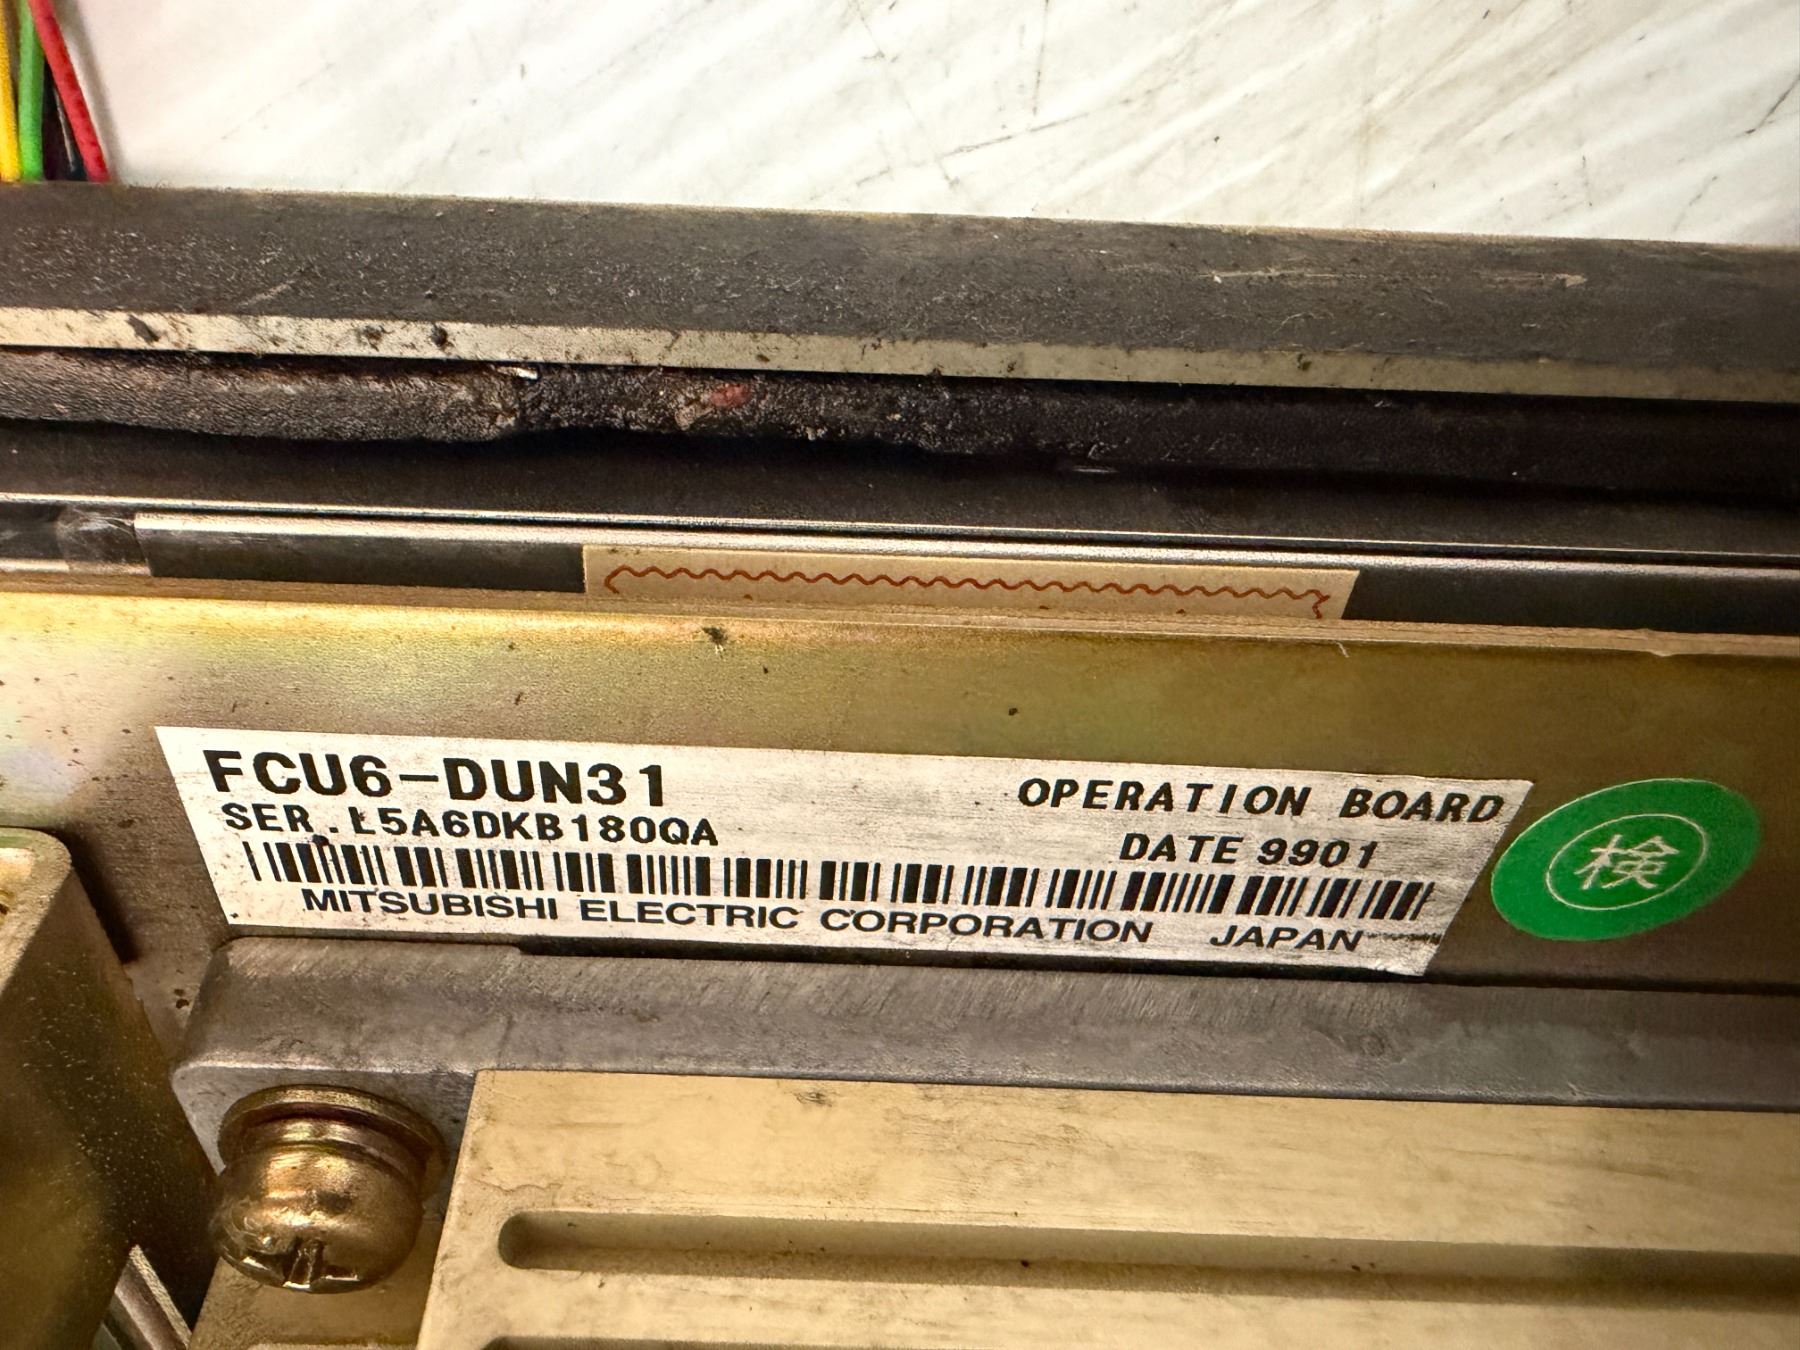 FCU6-DUN31
OPERATION BOARD
SER.L5A6DKB180QA
DATE 9901
MITSUBISHI ELECTRIC CORPORATION JAPAN
検